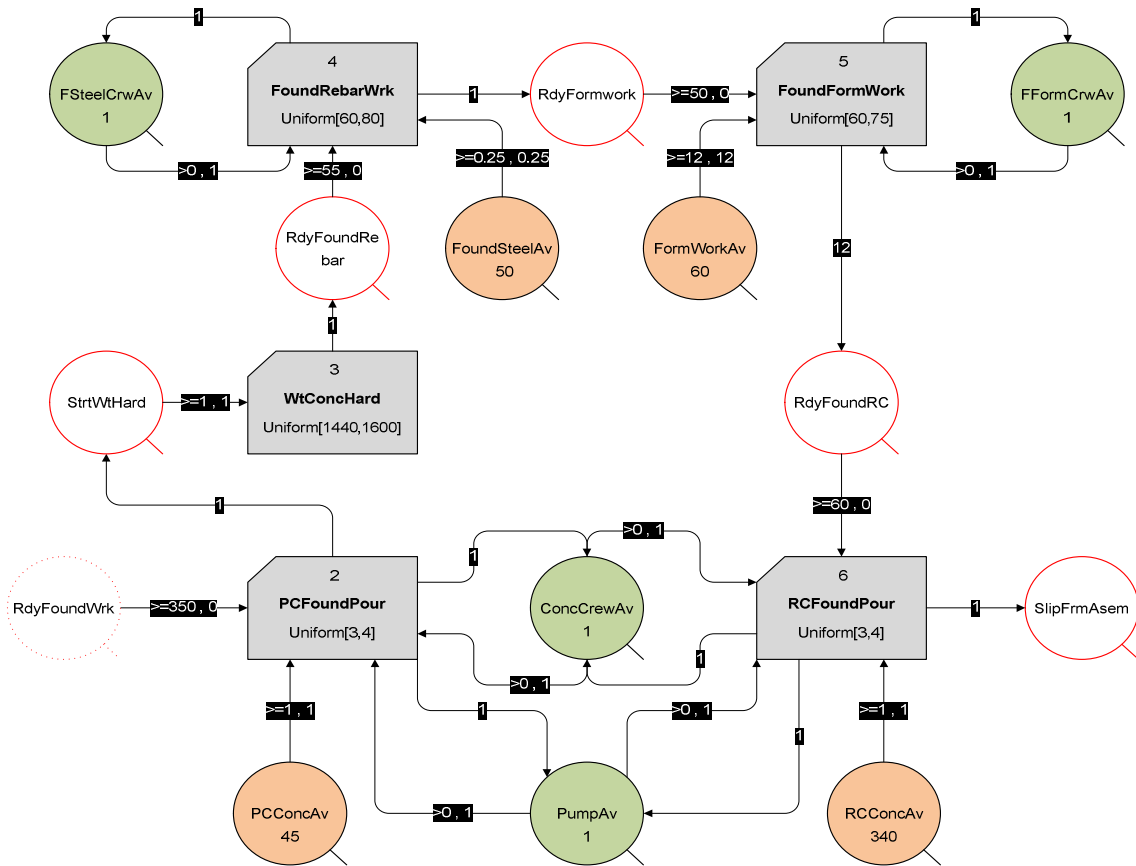 1
1
4
5
FSteelCrwAv
1
FoundRebarWrk
Uniform[60,80]
1
RdyFormwork
>=50 , 0
FoundFormWork
Uniform[60,75]
FFormCrwAv
1
>0 , 1
>=55 , 0
>=0.25 , 0.25
>=12 , 12
>0 , 1
RdyFoundRe
bar
FoundSteelAv
50
FormWorkAv
60
12
1
3
StrtWtHard
>=1 , 1
WtConcHard
Uniform[1440,1600]
RdyFoundRC
1
>=60 , 0
>0 , 1
1
2
6
RdyFoundWrk
>=350 , 0
PCFoundPour
Uniform[3,4]
ConcCrewAv
1
RCFoundPour
Uniform[3,4]
1
SlipFrmAsem
>0 , 1
1
>=1 , 1
1
>0 , 1
1
>=1 , 1
PCConcAv
45
>0 , 1
PumpAv
1
RCConcAv
340